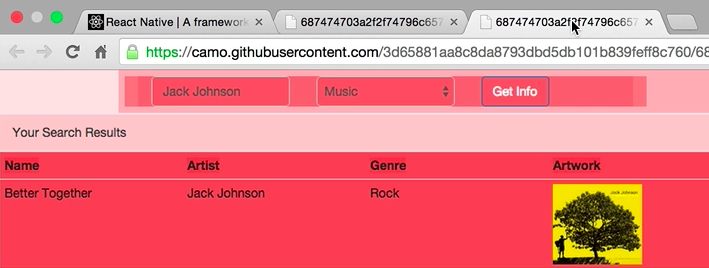 React Native | A framework
687474703a2f2f74796c657
687474703a2f2f74796c657
https://camo.githubusercontent.com/3d65881aa8c8da8793dbd5db101b839feff8c760/68
Jack Johnson Music Get Info
Your Search Results
Name Artist Genre Artwork
Better Together Jack Johnson Rock
Jack Johnson